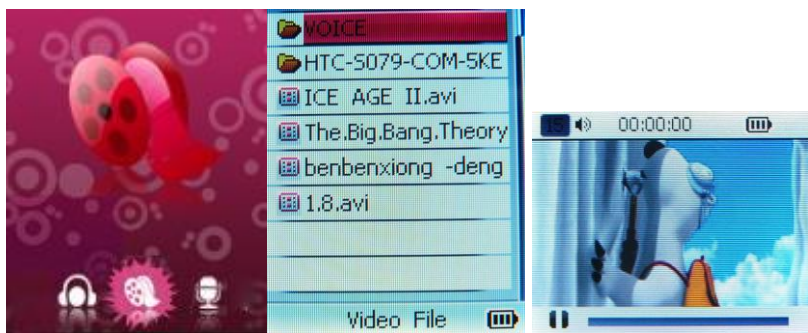 VOICE
HTC-S079-COM-5KE
ICE AGE II.avi
The.Big.Bang.Theory
benbenxiong -deng
1.8.avi
Video File
15 00:00:00